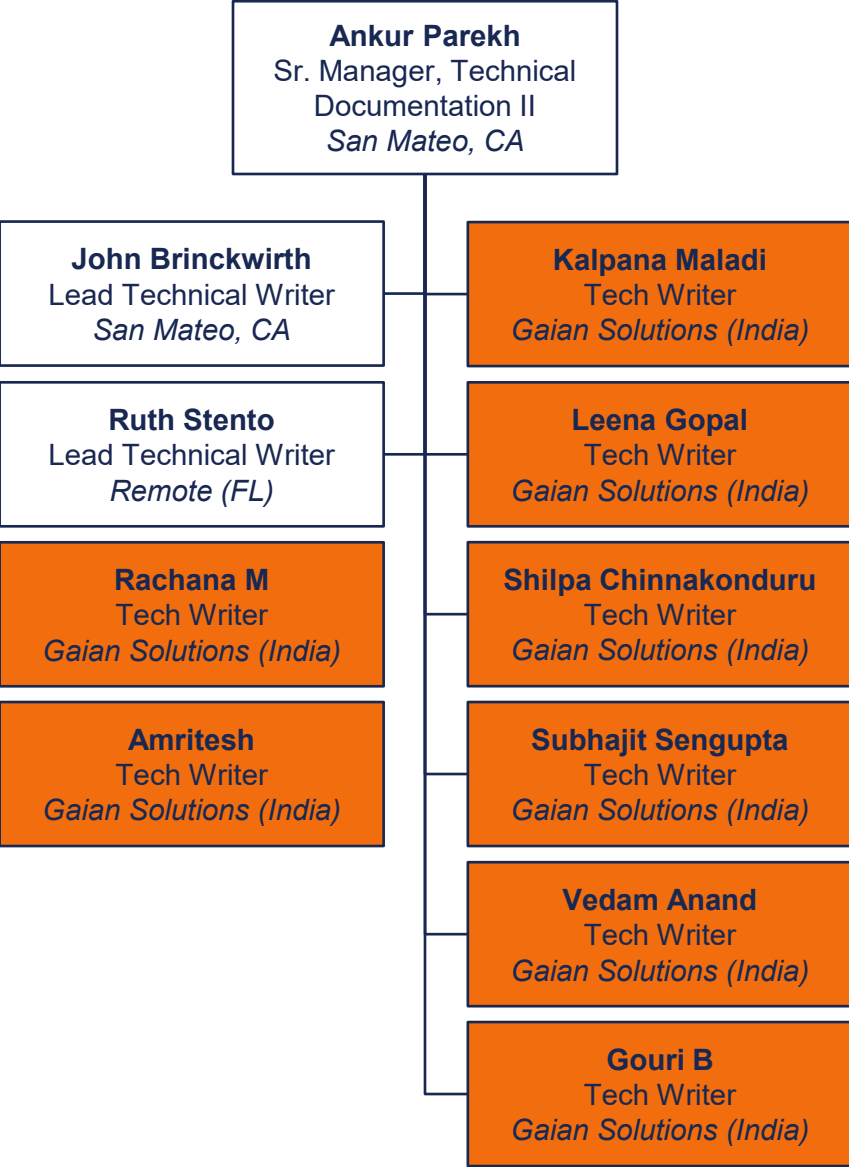 Ankur Parekh
Sr. Manager, Technical
Documentation II
San Mateo, CA
John Brinckwirth
Lead Technical Writer
San Mateo, CA
Kalpana Maladi
Tech Writer
Gaian Solutions (India)
Ruth Stento
Lead Technical Writer
Remote (FL)
Leena Gopal
Tech Writer
Gaian Solutions (India)
Rachana M
Tech Writer
Gaian Solutions (India)
Shilpa Chinnakonduru
Tech Writer
Gaian Solutions (India)
Amritesh
Tech Writer
Gaian Solutions (India)
Subhajit Sengupta
Tech Writer
Gaian Solutions (India)
Vedam Anand
Tech Writer
Gaian Solutions (India)
Gouri B
Tech Writer
Gaian Solutions (India)